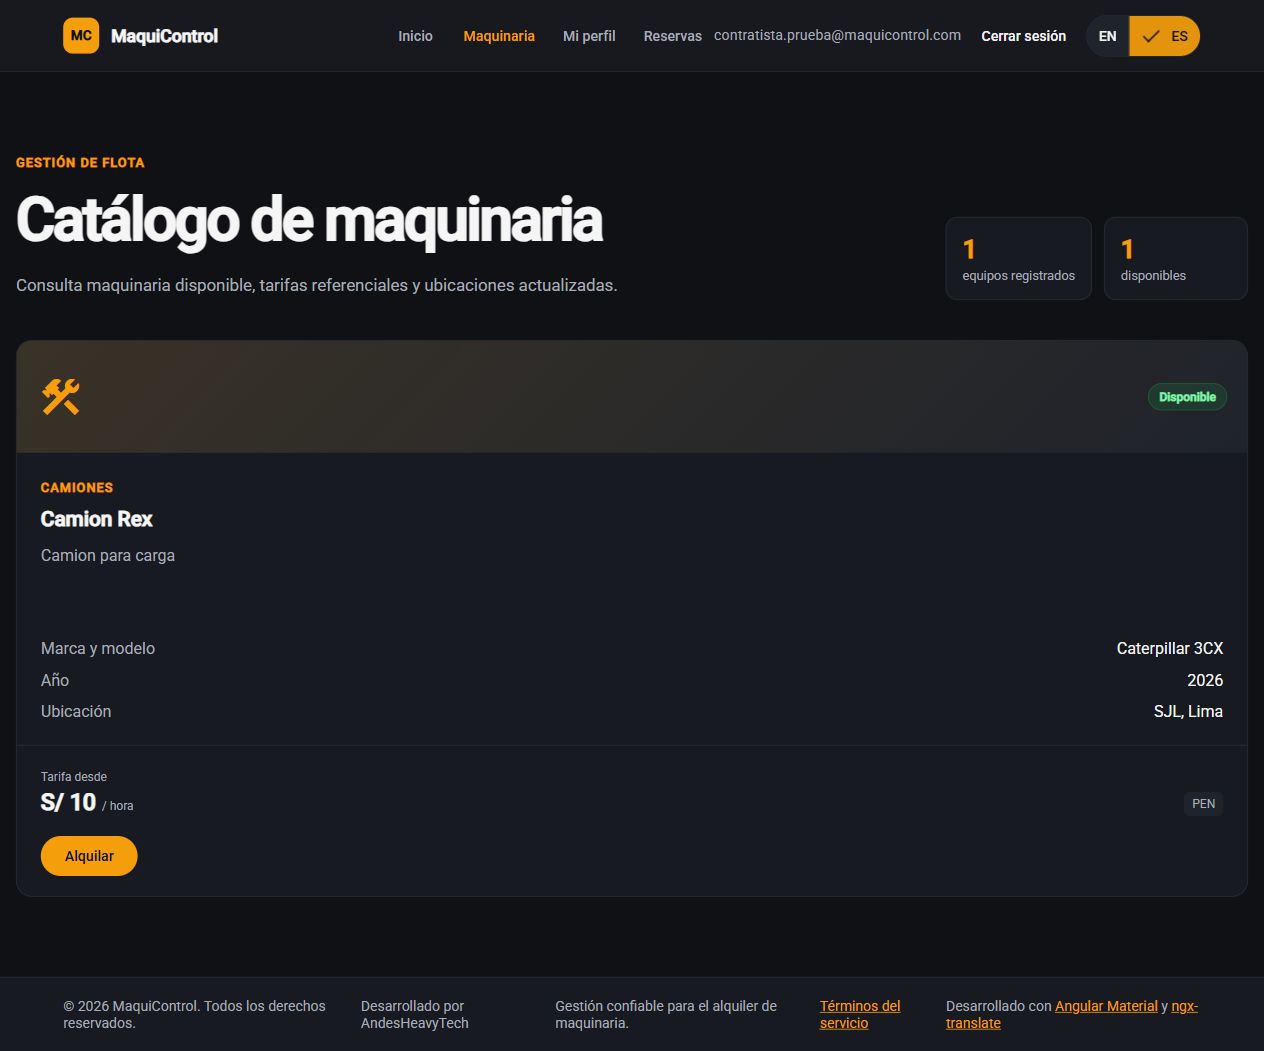 MC MaquiControl Inicio Maquinaria Mi perfil Reservas contratista.prueba@maquicontrol.com Cerrar sesión EN ES
GESTIÓN DE FLOTA
Catálogo de maquinaria
Consulta maquinaria disponible, tarifas referenciales y ubicaciones actualizadas.
1
equipos registrados
1
disponibles
Disponible
CAMIONES
Camion Rex
Camion para carga
Marca y modelo Caterpillar 3CX
Año 2026
Ubicación SJL, Lima
Tarifa desde
S/ 10 / hora PEN
Alquilar
© 2026 MaquiControl. Todos los derechos
reservados.
Desarrollado por
AndesHeavyTech
Gestión confiable para el alquiler de
maquinaria.
Términos del
servicio
Desarrollado con Angular Material y ngx-
translate